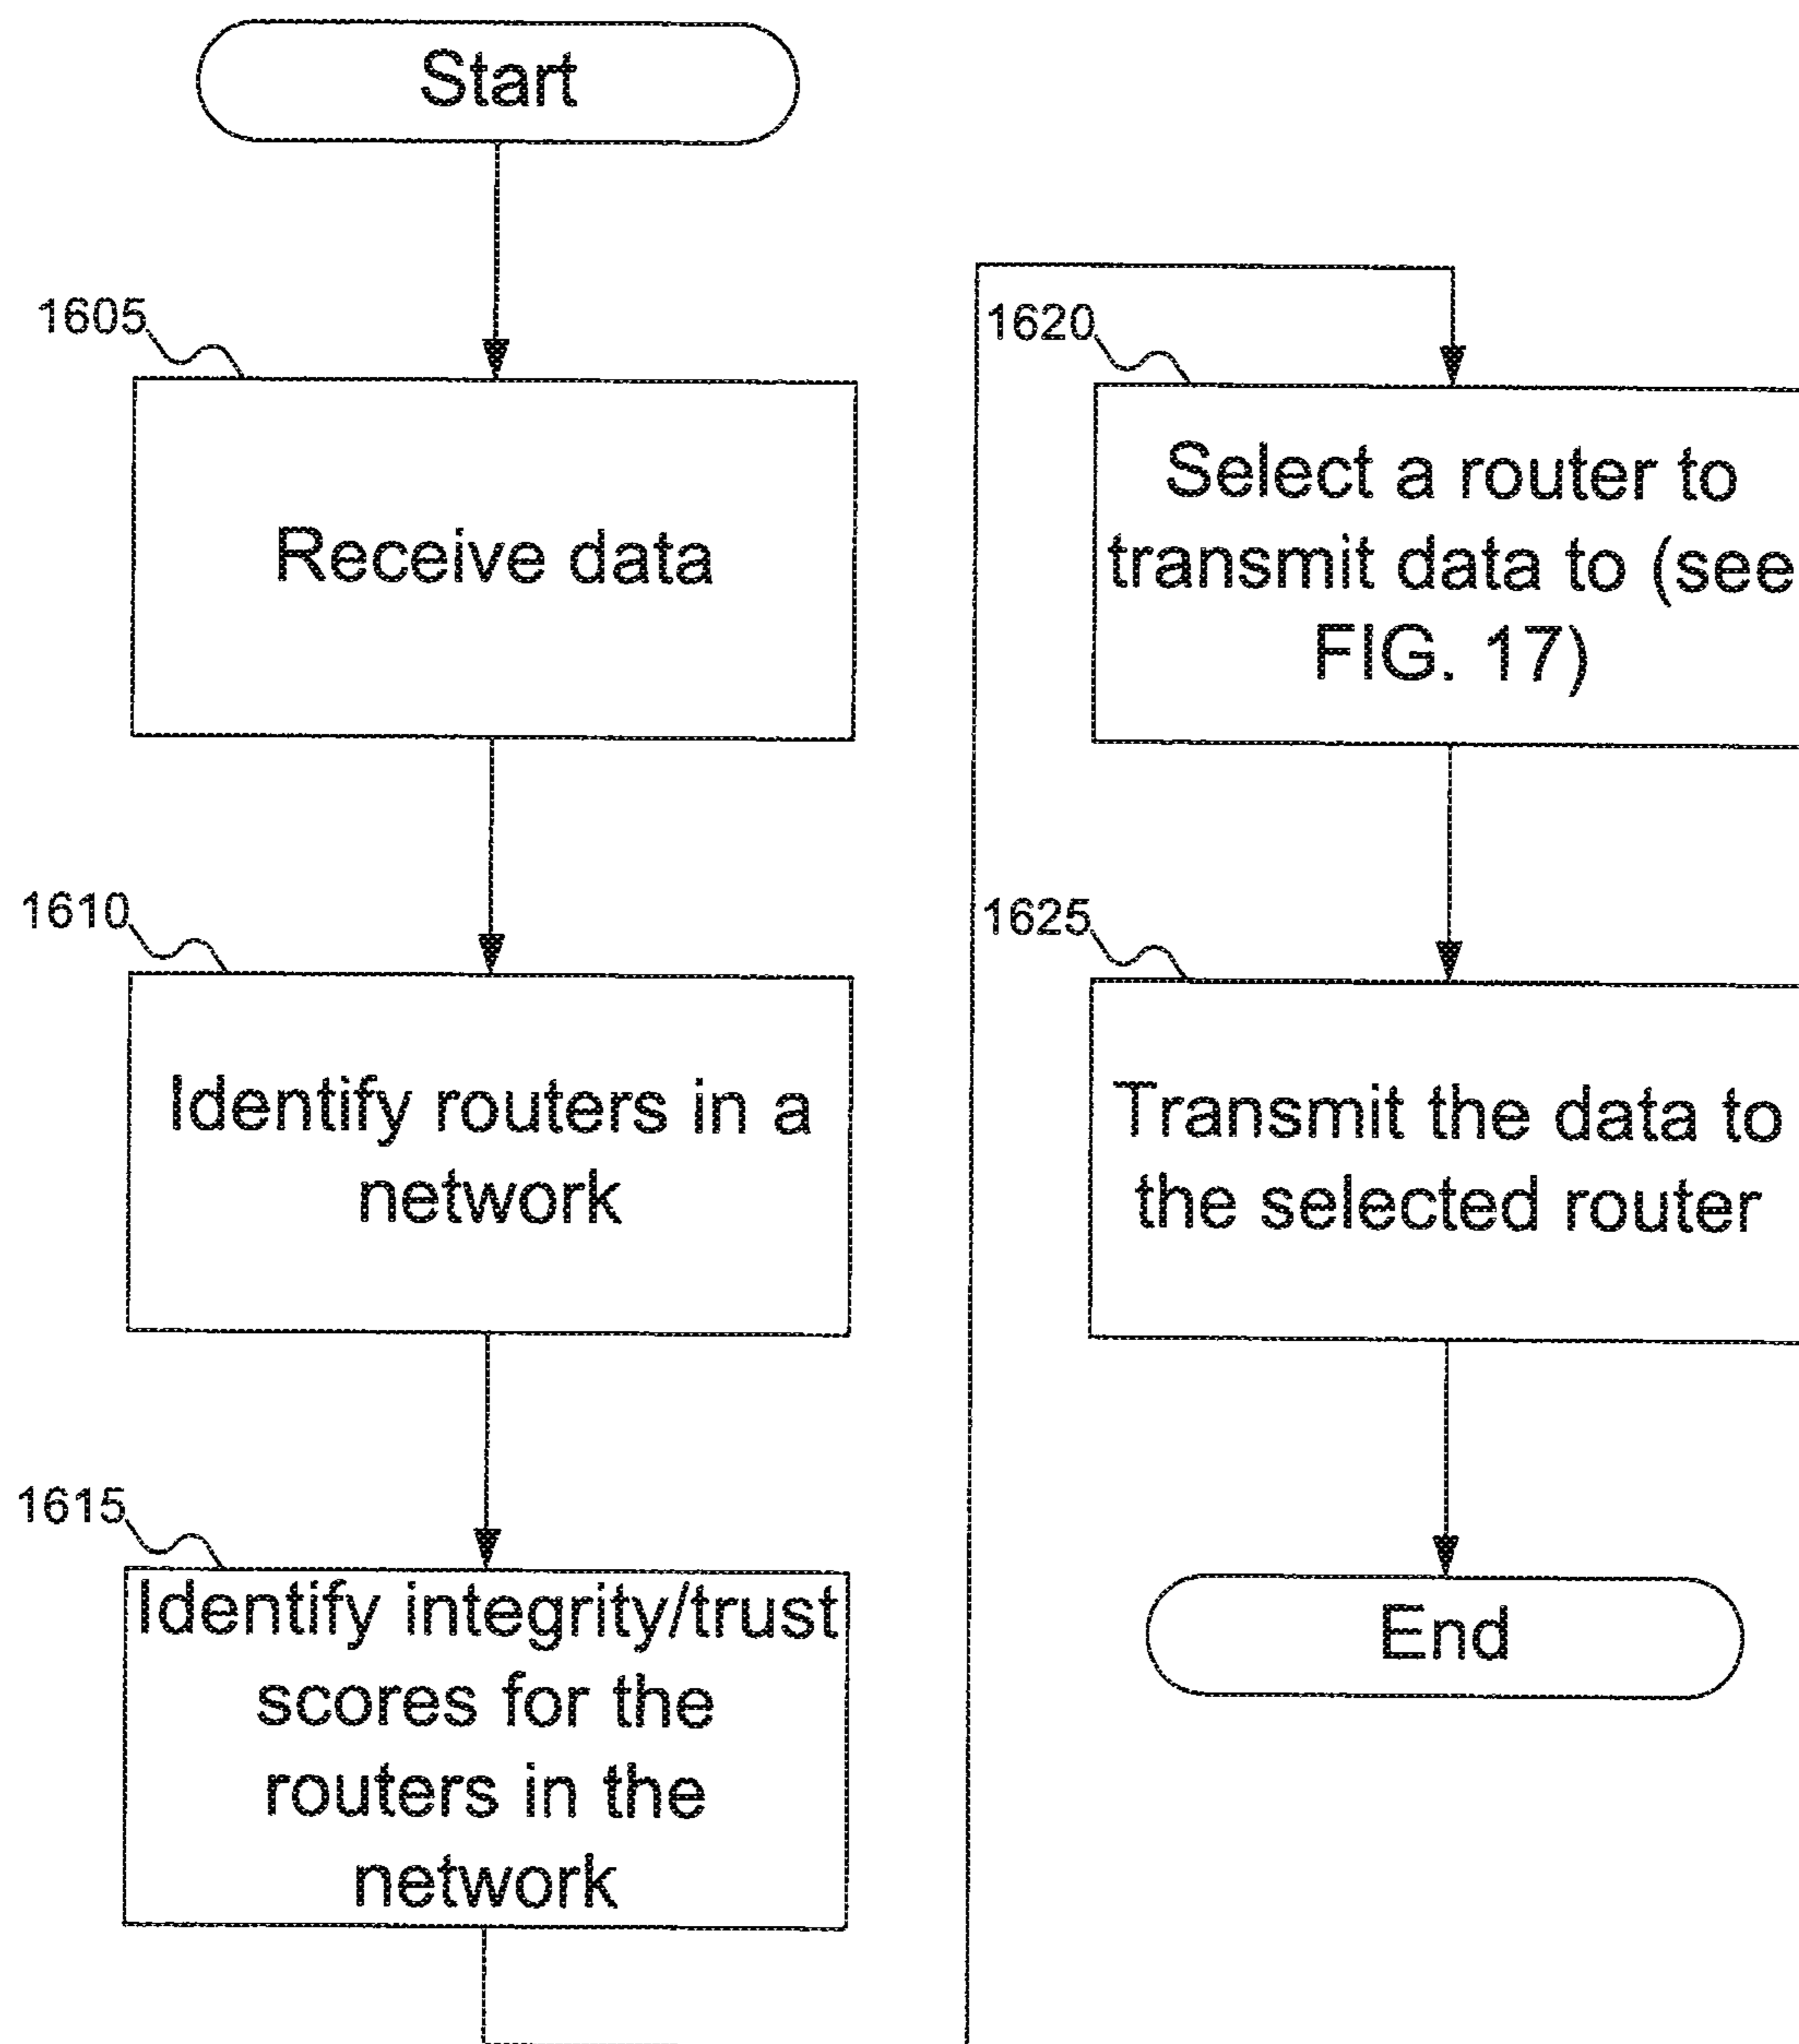 Start
1605
Receive data
1610
Identify routers in a
network
1615
Identify integrity/trust
scores for the
routers in the
network
1620
Select a router to
transmit data to (see
FIG. 17)
1625
Transmit the data to
the selected router
End